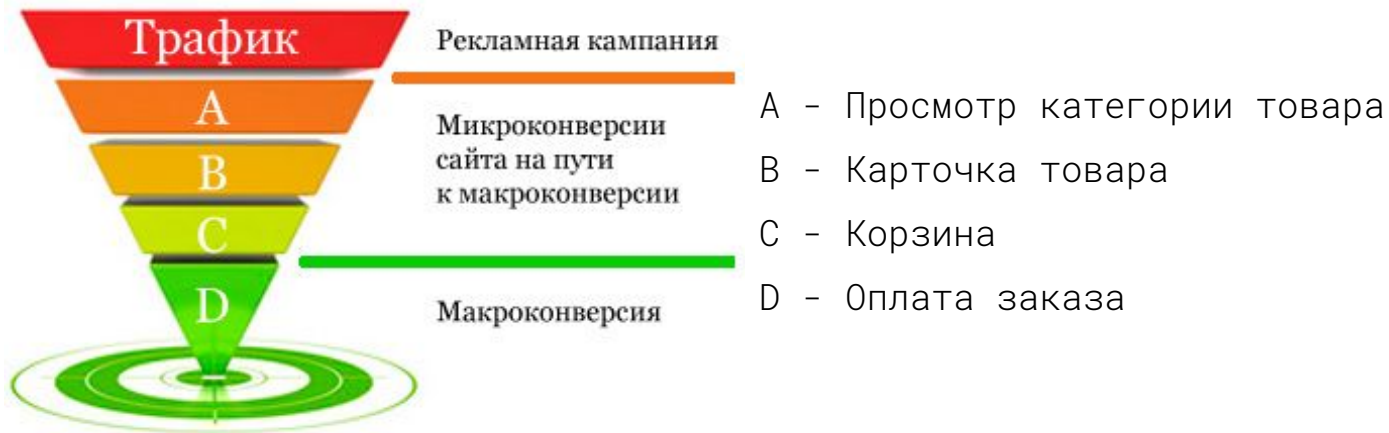 Трафик
A
B
C
D
Рекламная кампания
Микроконверсии
сайта на пути
к макроконверсии
Макроконверсия
A - Просмотр категории товара
B - Карточка товара
C - Корзина
D - Оплата заказа